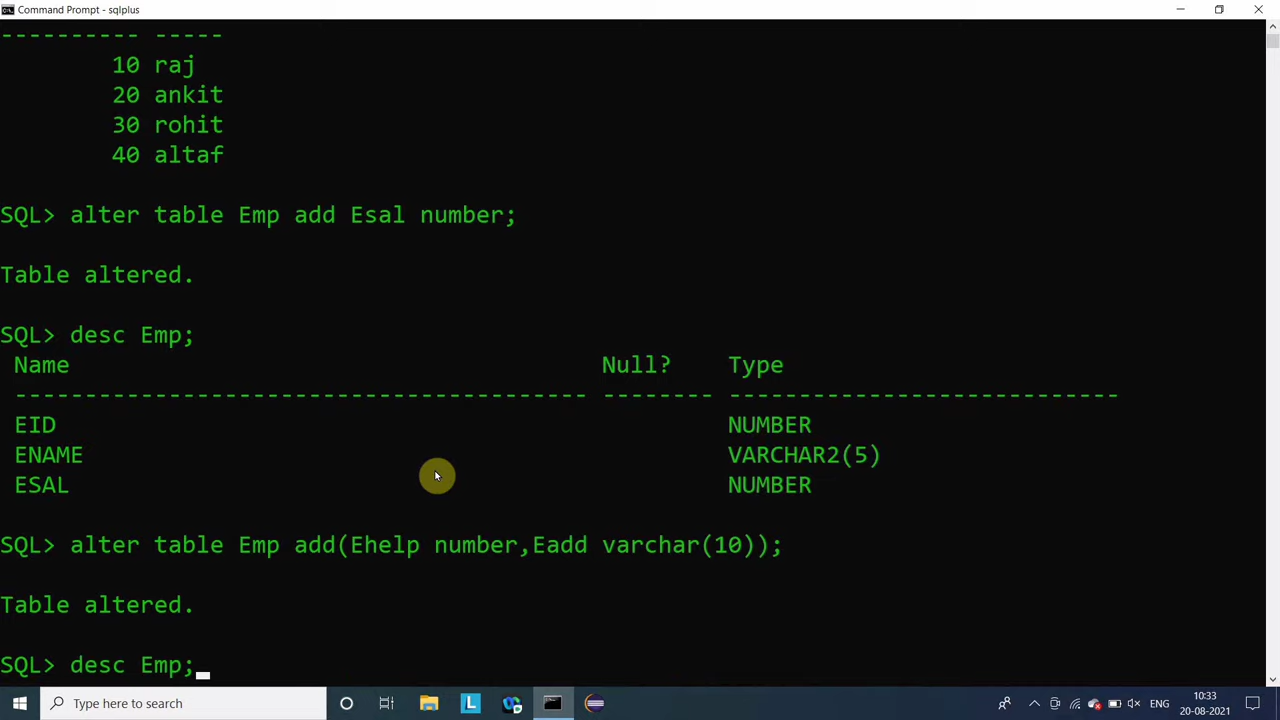 Command Prompt - sqlplus
---------- -----
10 raj
20 ankit
30 rohit
40 altaf
SQL> alter table Emp add Esal number;
Table altered.
SQL> desc Emp;
Name Null? Type
----------------------------------------- -------- ----------------------------
EID NUMBER
ENAME VARCHAR2(5)
ESAL NUMBER
SQL> alter table Emp add(Ehelp number,Eadd varchar(10));
Table altered.
SQL> desc Emp;
Type here to search
L
ENG
10:33
20-08-2021